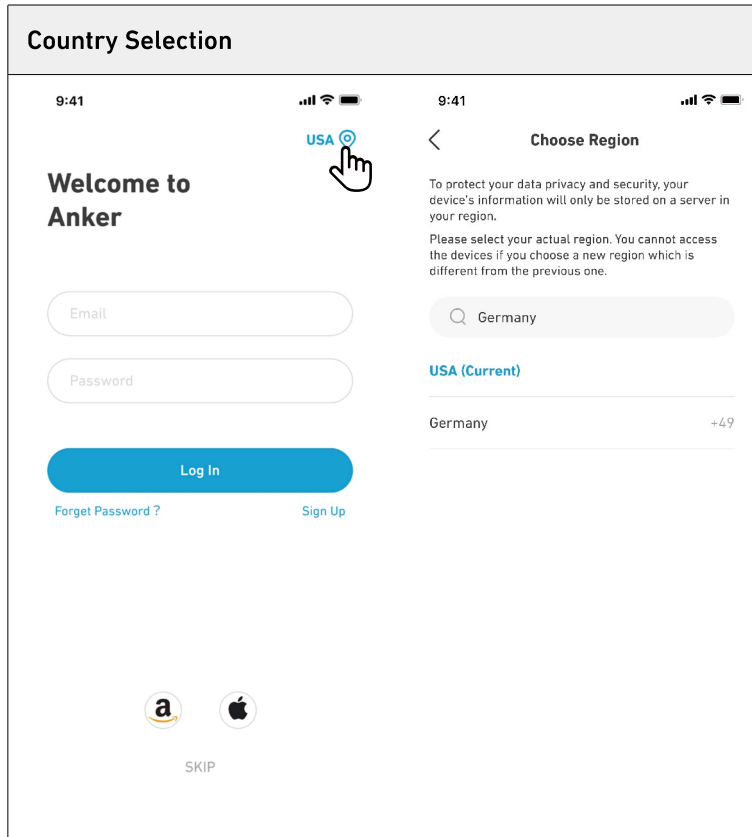 Country Selection
9:41
USA
Welcome to
Anker
Email
Password
Log In
Forget Password ?
Sign Up
a
SKIP
9:41
Choose Region
To protect your data privacy and security, your
device's information will only be stored on a server in
your region.
Please select your actual region. You cannot access
the devices if you choose a new region which is
different from the previous one.
Germany
USA (Current)
Germany +49